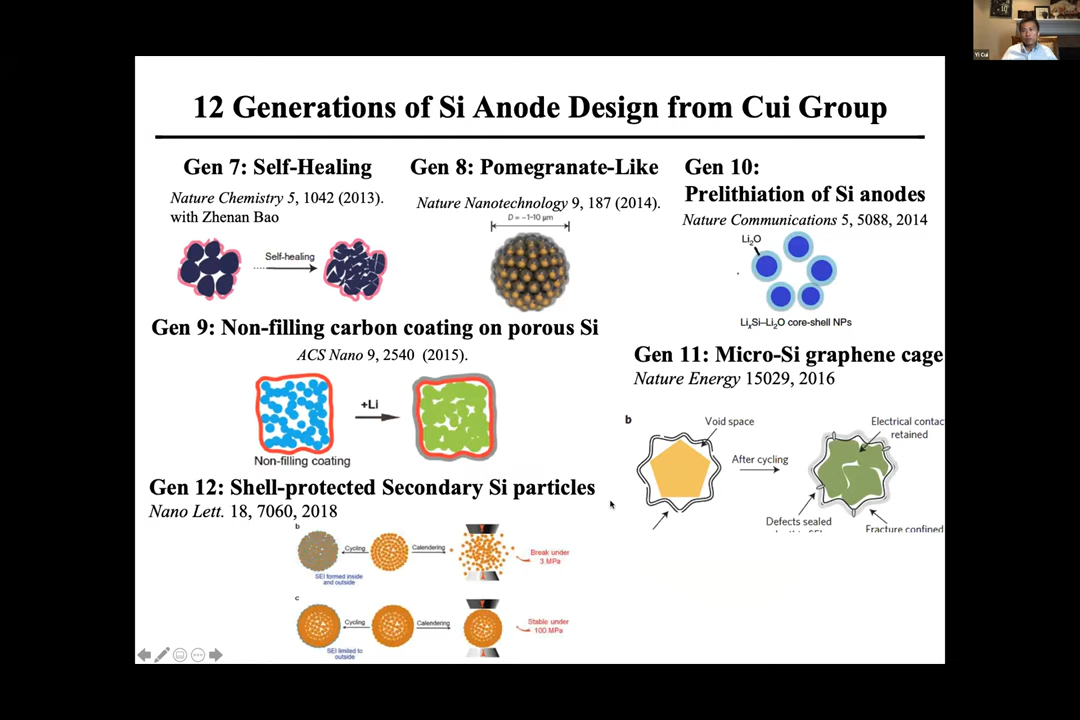 Yi Cui
12 Generations of Si Anode Design from Cui Group
Gen 7: Self-Healing
Nature Chemistry 5, 1042 (2013).
with Zhenan Bao
Self-healing
Gen 8: Pomegranate-Like
Nature Nanotechnology 9, 187 (2014).
D = ~1-10 μm
Gen 10:
Prelithiation of Si anodes
Nature Communications 5, 5088, 2014
Li2O
LixSi–Li2O core-shell NPs
Gen 9: Non-filling carbon coating on porous Si
ACS Nano 9, 2540 (2015).
+Li
Non-filling coating
Gen 11: Micro-Si graphene cage
Nature Energy 15029, 2016
b
Void space
After cycling
Electrical contac
retained
Defects sealed
Fracture confined
Gen 12: Shell-protected Secondary Si particles
Nano Lett. 18, 7060, 2018
b
Cycling
Calendering
Break under
3 MPa
SEI formed inside
and outside
c
Cycling
Calendering
Stable under
100 MPa
SEI limited to
outside